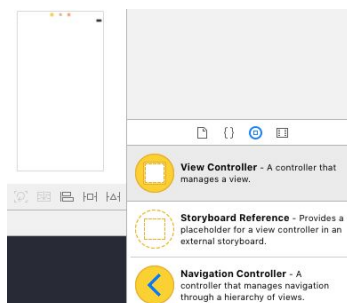 View Controller - A controller that
manages a view.
Storyboard Reference - Provides a
placeholder for a view controller in an
external storyboard.
Navigation Controller - A
controller that manages navigation
through a hierarchy of views.